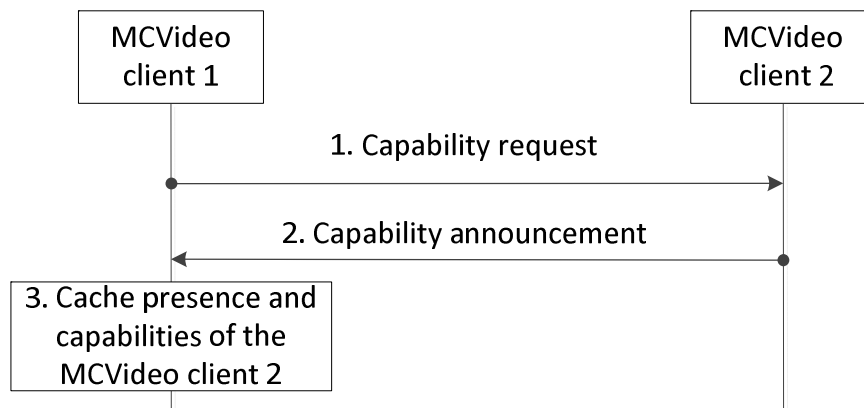 MCVideo
client 1
MCVideo
client 2
1. Capability request
2. Capability announcement
3. Cache presence and
capabilities of the
MCVideo client 2